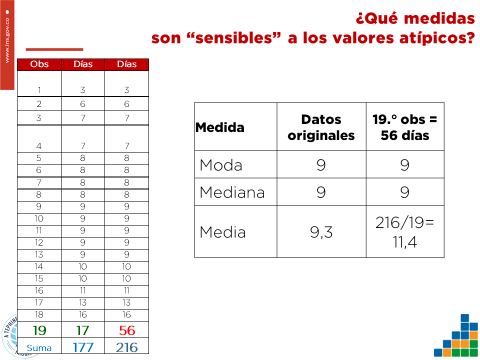 www.ins.gov.co
¿Qué medidas
son “sensibles” a los valores atípicos?
Obs Días Días
1 3 3
2 6 6
3 7 7
4 7 7
5 8 8
6 8 8
7 8 8
8 8 8
9 9 9
10 9 9
11 9 9
12 9 9
13 9 9
14 10 10
15 10 10
16 11 11
17 13 13
18 16 16
19 17 56
Suma 177 216
Medida Datos originales 19.° obs = 56 días
Moda 9 9
Mediana 9 9
Media 9,3 216/19= 11,4